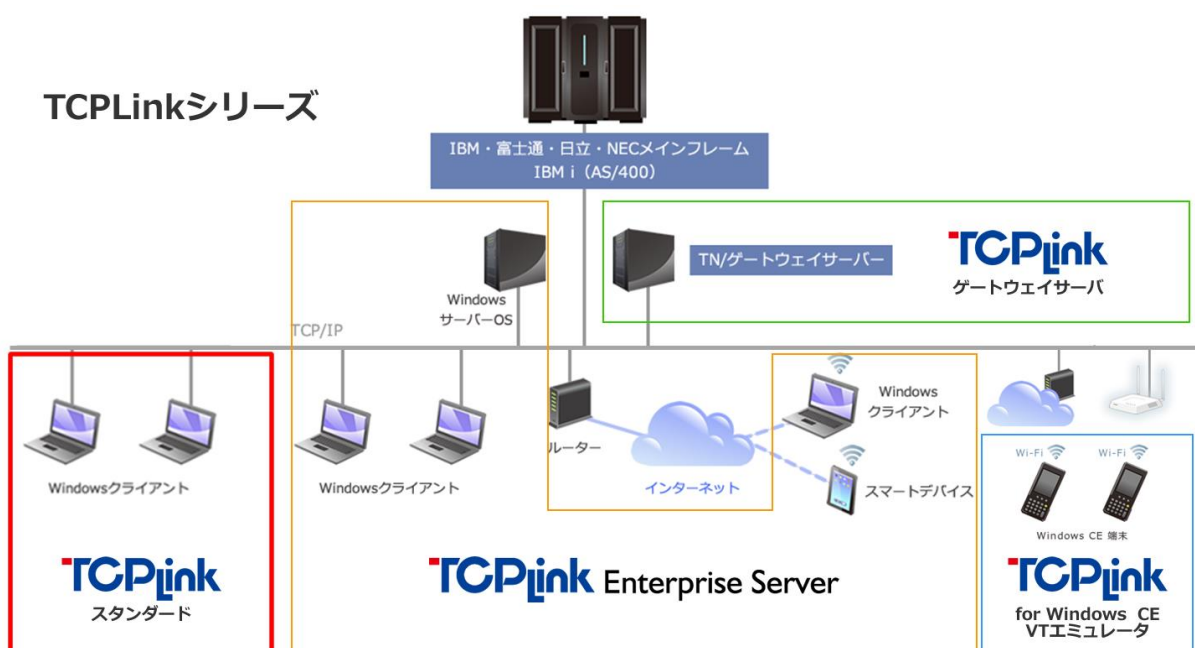 TCPLinkシリーズ
IBM・富士通・日立・NECメインフレーム
IBM i（AS/400）
Windows
サーバーOS
TN/ゲートウェイサーバー
TCPLink
ゲートウェイサーバ
TCP/IP
Windowsクライアント
Windowsクライアント
ルーター
インターネット
Windows
クライアント
スマートデバイス
Wi-Fi
Wi-Fi
Windows CE 端末
TCPLink
スタンダード
TCPLink Enterprise Server
TCPLink
for Windows CE
VTエミュレータ